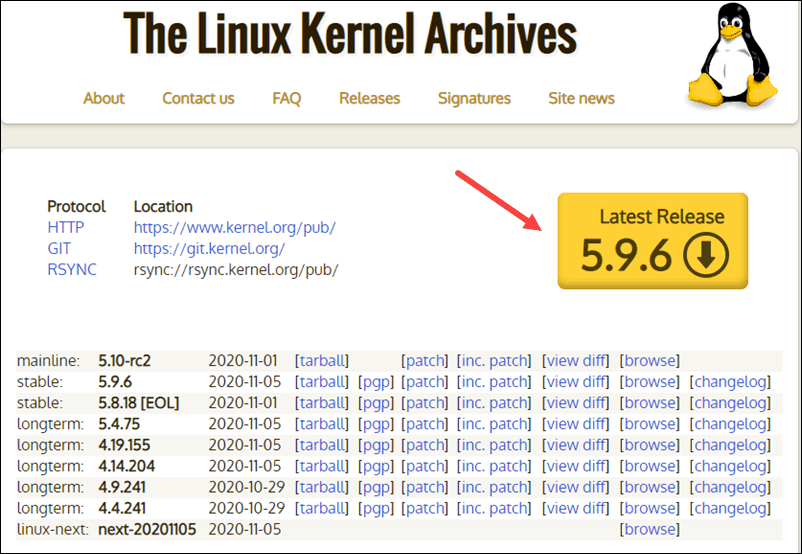 The Linux Kernel Archives
About Contact us FAQ Releases Signatures Site news
Protocol Location
HTTP https://www.kernel.org/pub/
GIT https://git.kernel.org/
RSYNC rsync://rsync.kernel.org/pub/
Latest Release
5.9.6
mainline: 5.10-rc2 2020-11-01 [tarball] [patch] [inc. patch] [view diff] [browse]
stable: 5.9.6 2020-11-05 [tarball] [pgp] [patch] [inc. patch] [view diff] [browse] [changelog]
stable: 5.8.18 [EOL] 2020-11-01 [tarball] [pgp] [patch] [inc. patch] [view diff] [browse] [changelog]
longterm: 5.4.75 2020-11-05 [tarball] [pgp] [patch] [inc. patch] [view diff] [browse] [changelog]
longterm: 4.19.155 2020-11-05 [tarball] [pgp] [patch] [inc. patch] [view diff] [browse] [changelog]
longterm: 4.14.204 2020-11-05 [tarball] [pgp] [patch] [inc. patch] [view diff] [browse] [changelog]
longterm: 4.9.241 2020-10-29 [tarball] [pgp] [patch] [inc. patch] [view diff] [browse] [changelog]
longterm: 4.4.241 2020-10-29 [tarball] [pgp] [patch] [inc. patch] [view diff] [browse] [changelog]
linux-next: next-20201105 2020-11-05 [browse]